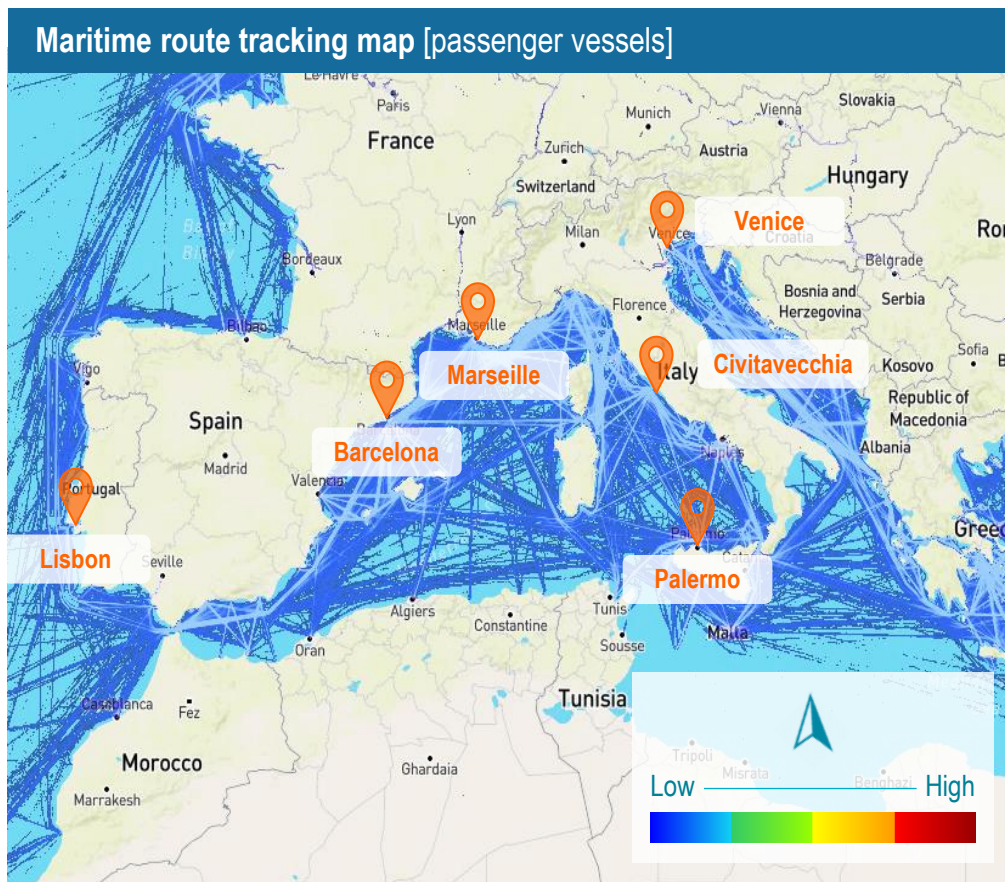 Maritime route tracking map [passenger vessels]
Le Havre
Paris
France
Munich
Vienna
Slovakia
Zurich
Austria
Switzerland
Hungary
Lyon
Milan
Venice
Venice
Croatia
Bordeaux
Belgrade
Florence
Bosnia and
Herzegovina
Serbia
Marseille
Bilbao
Vigo
Marseille
Italy
Civitavecchia
Kosovo
Sofia
Republic of
Macedonia
Spain
Barcelona
Naples
Albania
Madrid
Valencia
Portugal
Lisbon
Seville
Palermo
Palermo
Greec
Algiers
Constantine
Tunis
Oran
Sousse
Malta
Casablanca
Fez
Tunisia
Morocco
Ghardaia
Tripoli
Misrata
Benghazi
Marrakesh
Low
High